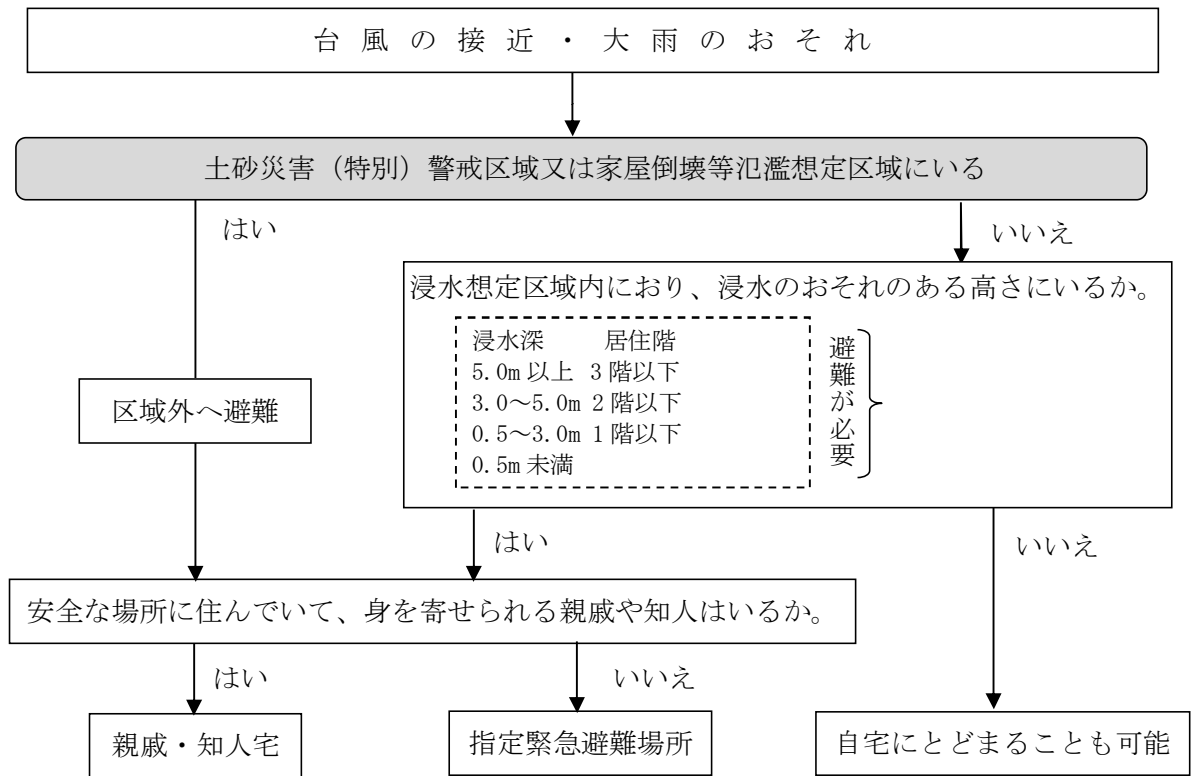 台風の接近・大雨のおそれ
土砂災害（特別）警戒区域又は家屋倒壊等氾濫想定区域にいる
はい
いいえ
浸水想定区域内におり、浸水のおそれのある高さにいるか。
浸水深 居住階
5.0m 以上 3 階以下
3.0～5.0m 2 階以下
0.5～3.0m 1 階以下
0.5m 未満
避難が必要
区域外へ避難
はい
いいえ
安全な場所に住んでいて、身を寄せられる親戚や知人はいるか。
はい
いいえ
親戚・知人宅
指定緊急避難場所
自宅にとどまることも可能